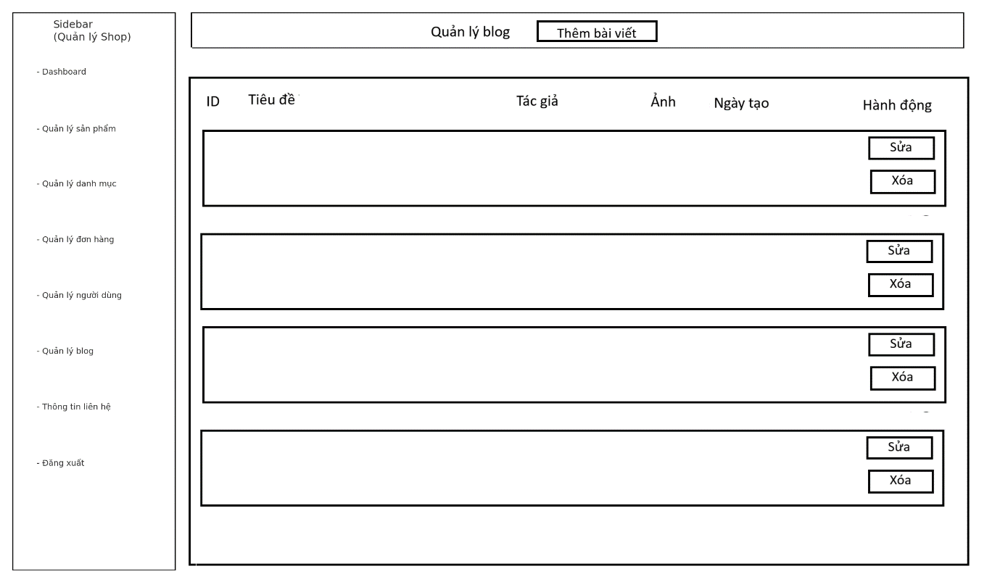 Sidebar
(Quản lý Shop)
- Dashboard
- Quản lý sản phẩm
- Quản lý danh mục
- Quản lý đơn hàng
- Quản lý người dùng
- Quản lý blog
- Thông tin liên hệ
- Đăng xuất
Quản lý blog Thêm bài viết
ID Tiêu đề Tác giả Ảnh Ngày tạo Hành động
Sửa
Xóa
Sửa
Xóa
Sửa
Xóa
Sửa
Xóa